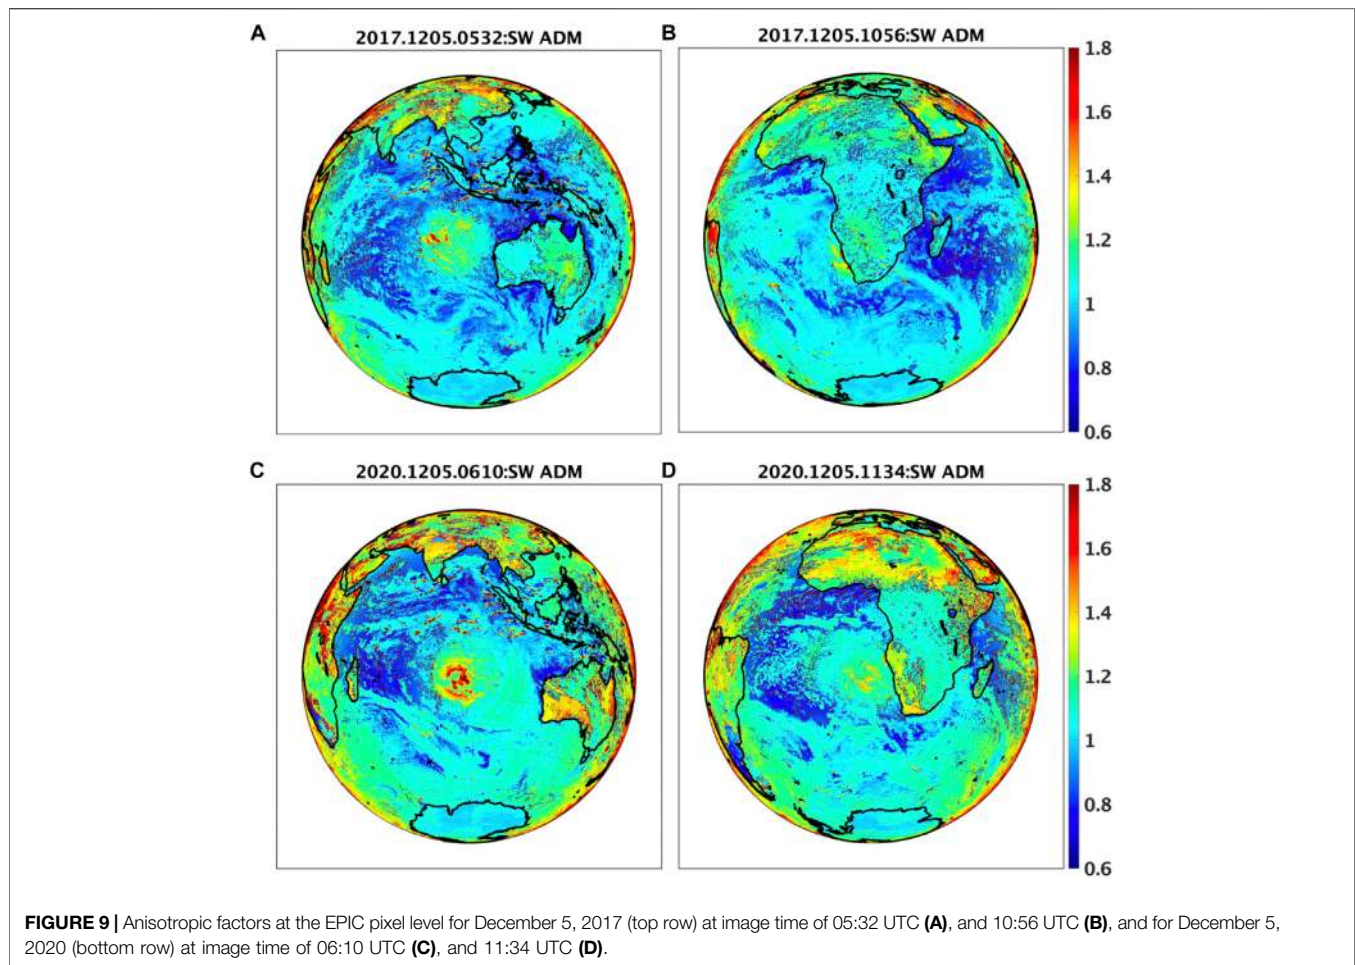 A
2017.1205.0532:SW ADM
B
2017.1205.1056:SW ADM
1.8
1.6
1.4
1.2
1
0.8
0.6
C
2020.1205.0610:SW ADM
D
2020.1205.1134:SW ADM
1.8
1.6
1.4
1.2
1
0.8
0.6
FIGURE 9 | Anisotropic factors at the EPIC pixel level for December 5, 2017 (top row) at image time of 05:32 UTC (A), and 10:56 UTC (B), and for December 5,
2020 (bottom row) at image time of 06:10 UTC (C), and 11:34 UTC (D).